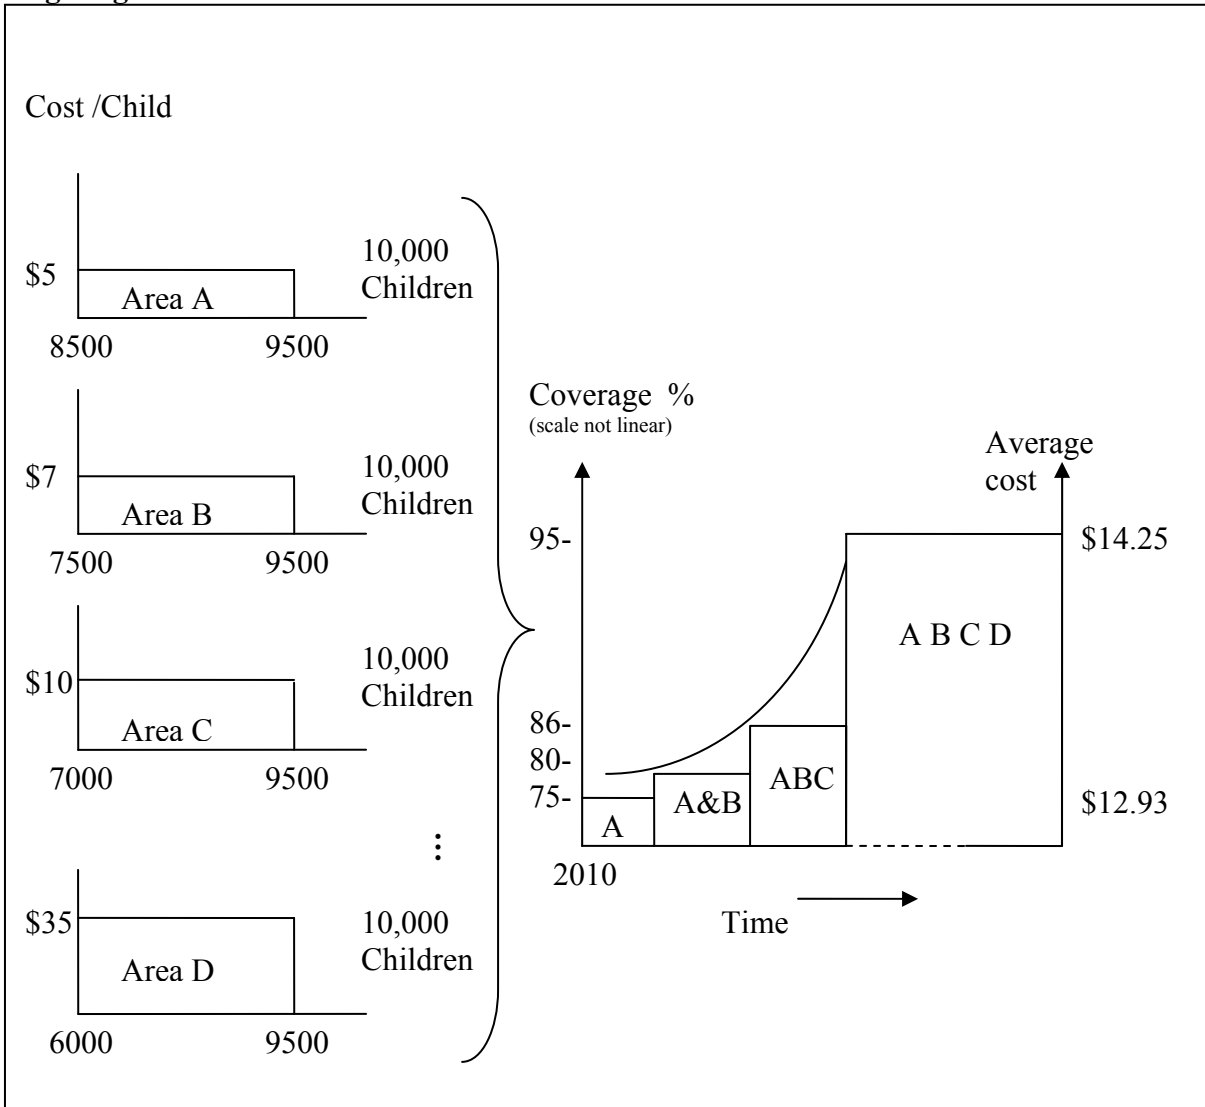 Cost /Child
$5
Area A
10,000
Children
8500
9500
$7
Area B
10,000
Children
7500
9500
$10
Area C
10,000
Children
7000
9500
$35
Area D
10,000
Children
6000
9500
Coverage %
(scale not linear)
Average
cost
95-
$14.25
A B C D
86-
80-
75-
ABC
A&B
A
$12.93
2010
Time